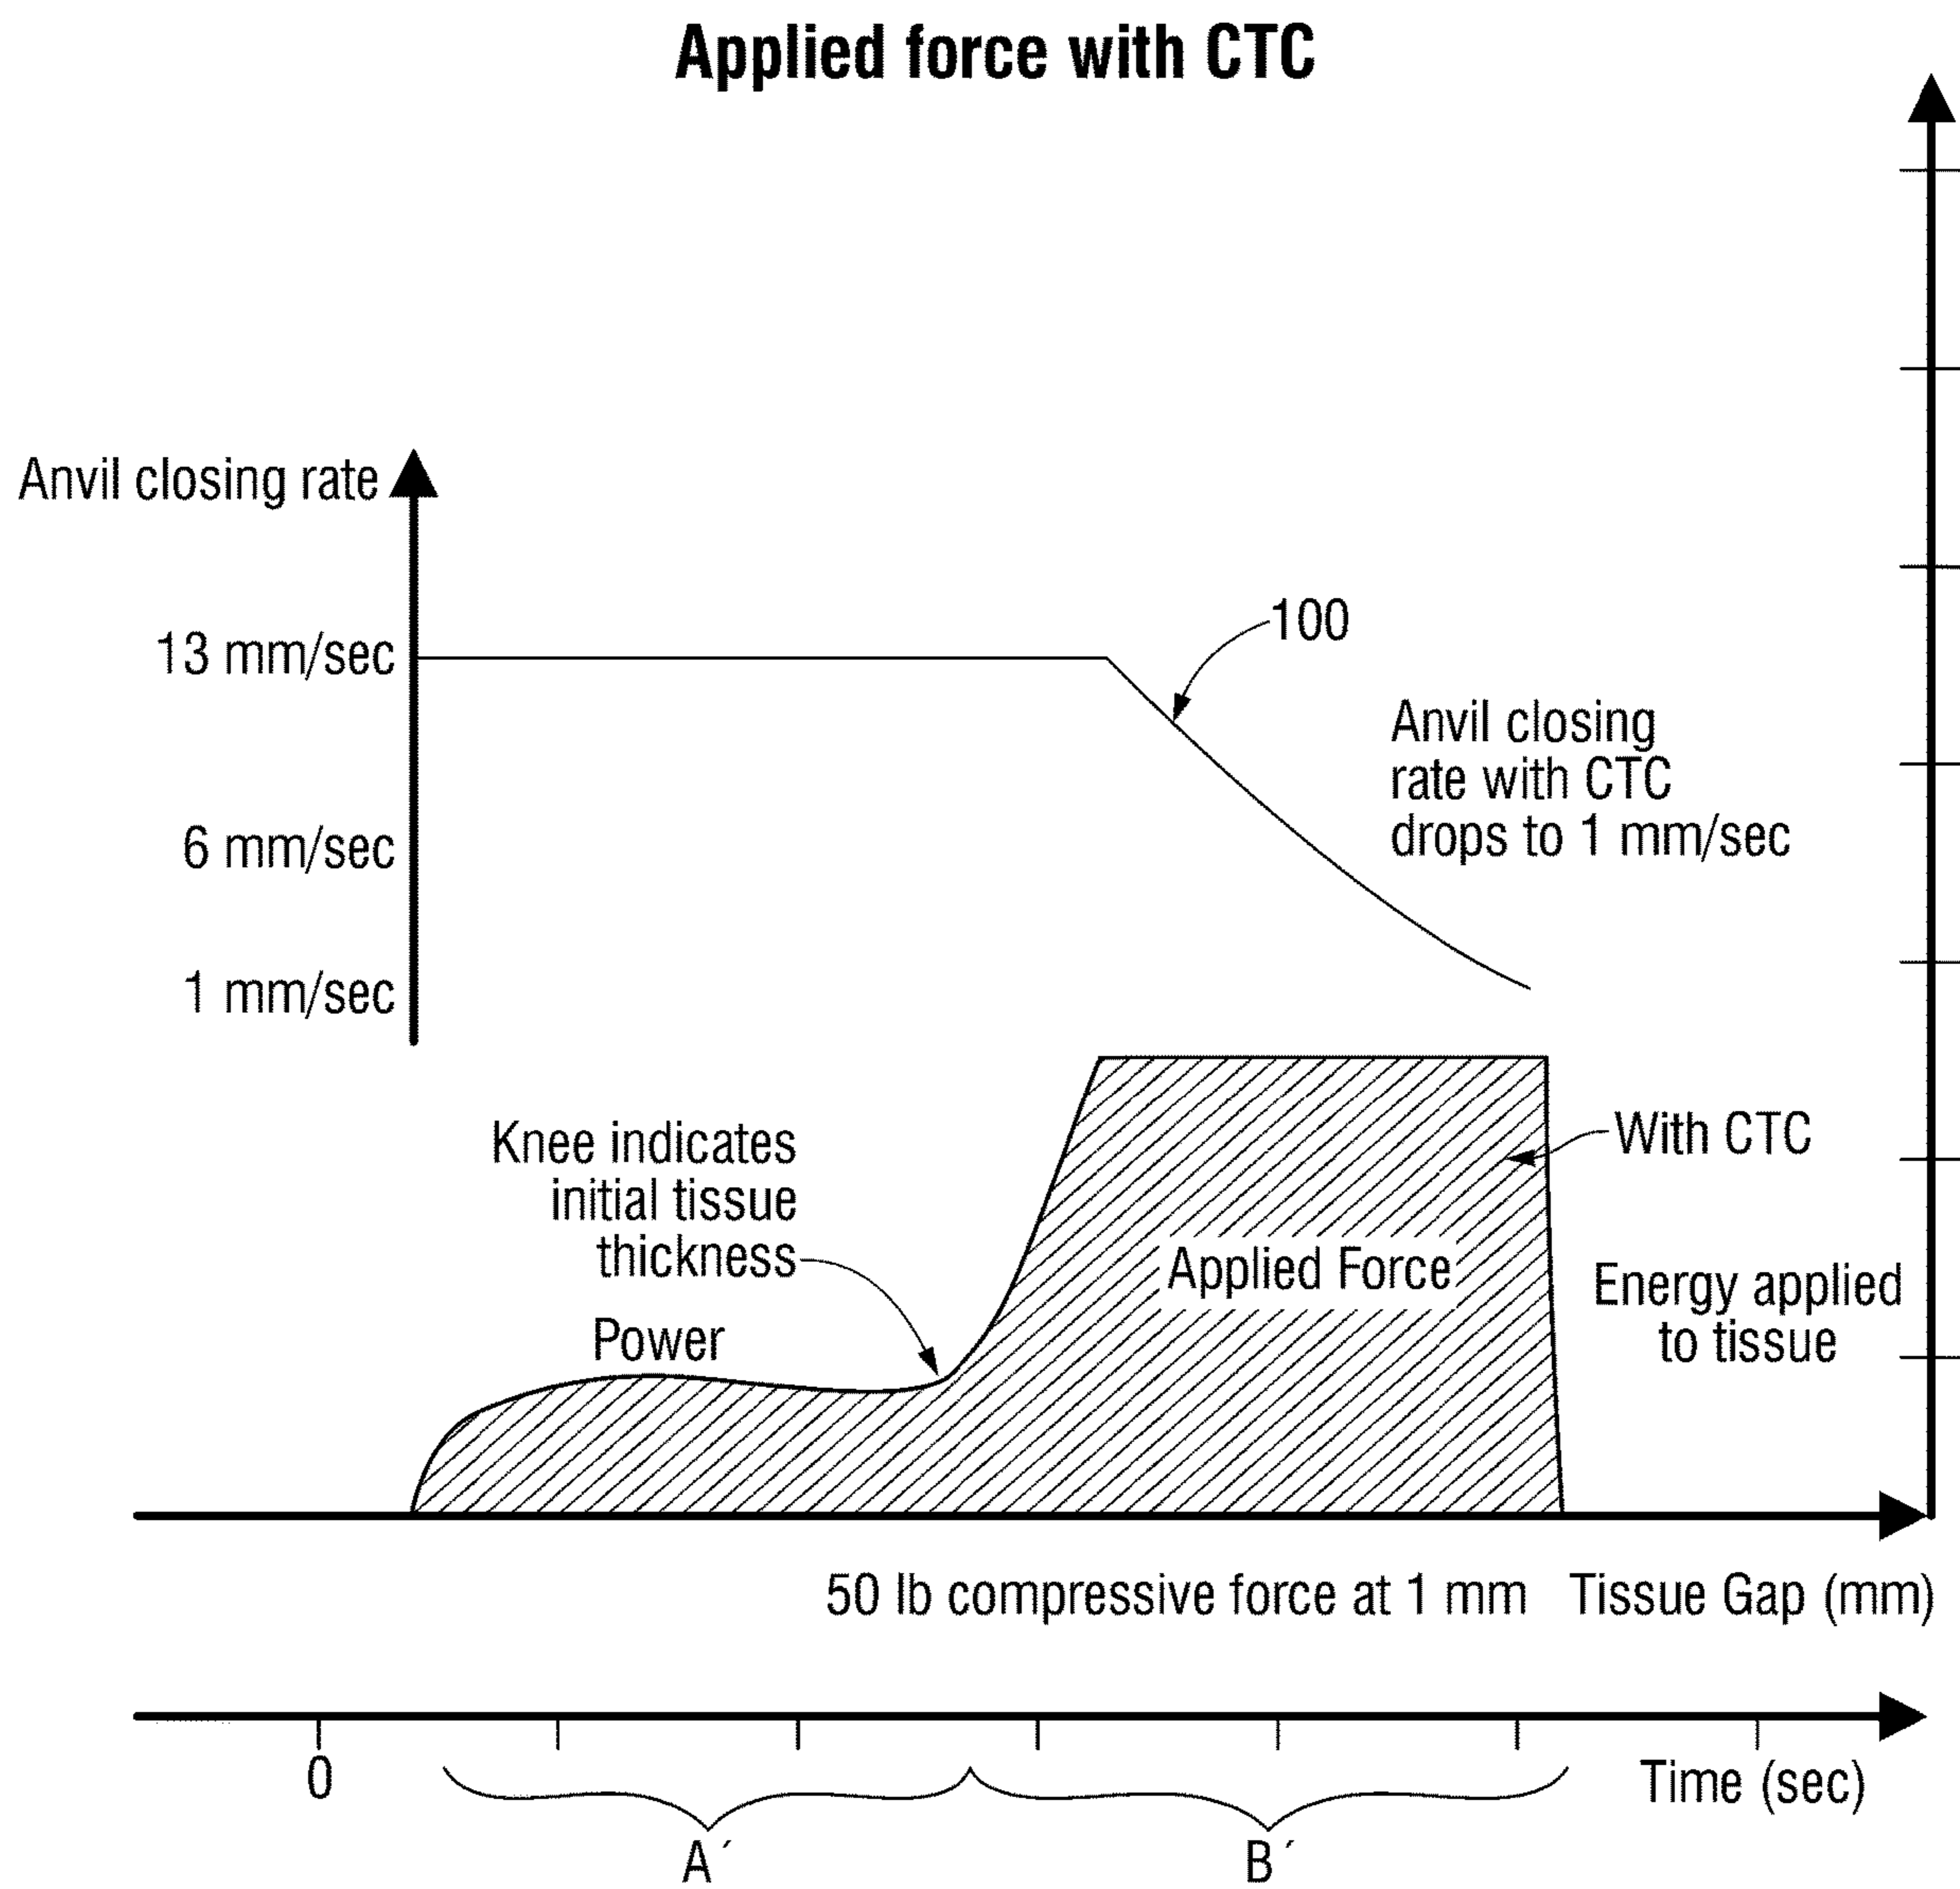 Applied force with CTC
Anvil closing rate
13 mm/sec
6 mm/sec
1 mm/sec
100
Anvil closing
rate with CTC
drops to 1 mm/sec
Knee indicates
initial tissue
thickness
Power
With CTC
Applied Force
Energy applied
to tissue
50 lb compressive force at 1 mm
Tissue Gap (mm)
0
Time (sec)
A´
B´